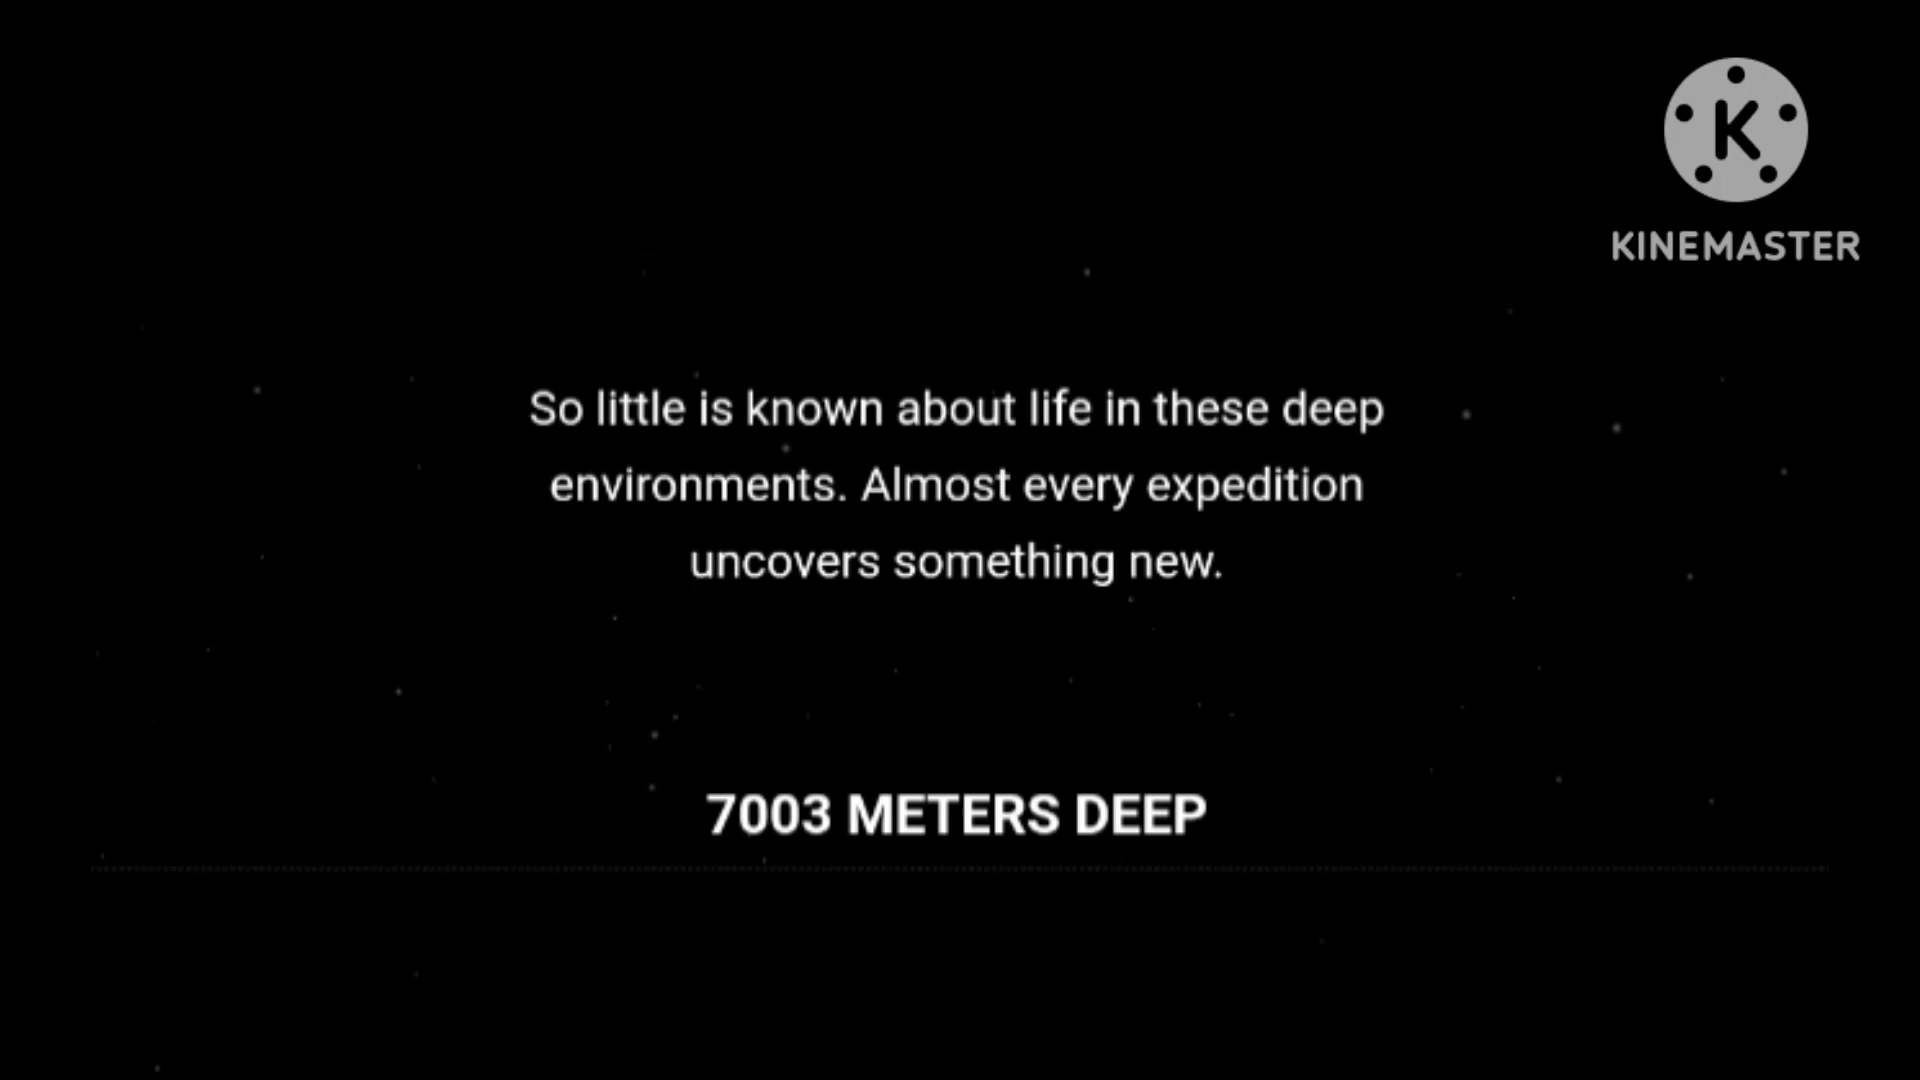 K
KINEMASTER
So little is known about life in these deep
environments. Almost every expedition
uncovers something new.
7003 METERS DEEP